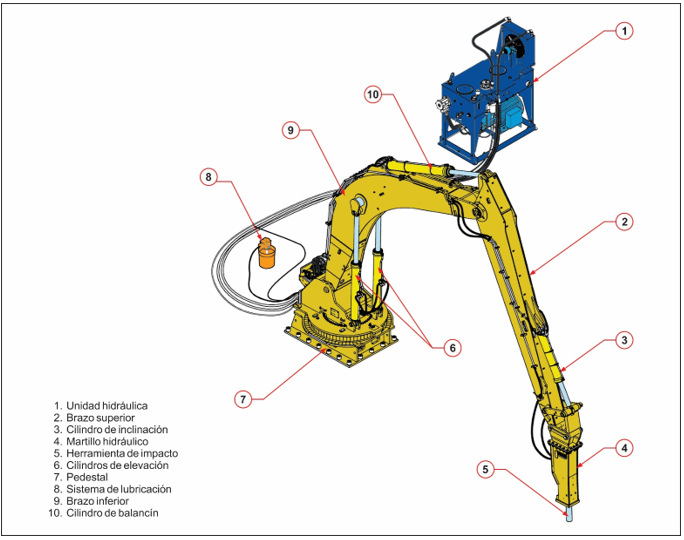 1
10
9
8
2
6
3
7
4
5
1. Unidad hidráulica
2. Brazo superior
3. Cilindro de inclinación
4. Martillo hidráulico
5. Herramienta de impacto
6. Cilindros de elevación
7. Pedestal
8. Sistema de lubricación
9. Brazo inferior
10. Cilindro de balancín